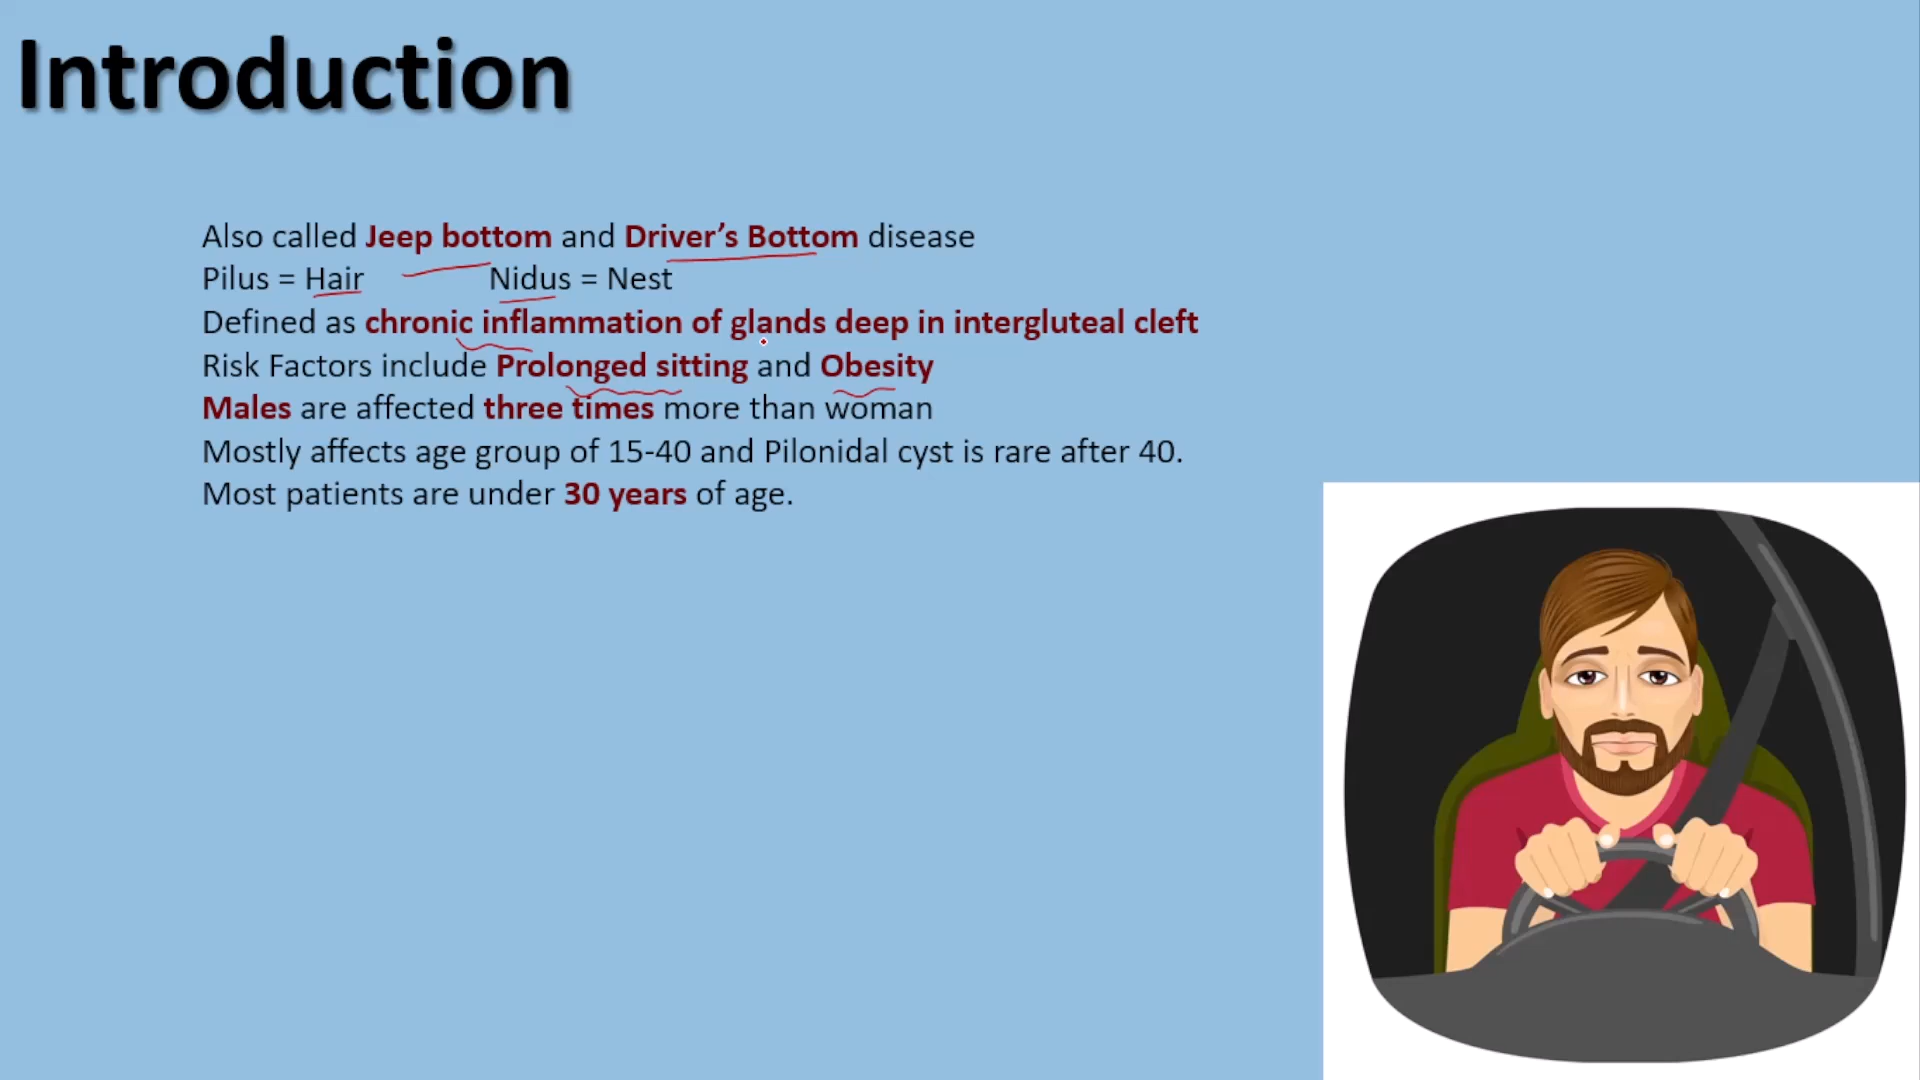 Introduction
Also called Jeep bottom and Driver’s Bottom disease
Pilus = Hair Nidus = Nest
Defined as chronic inflammation of glands deep in intergluteal cleft
Risk Factors include Prolonged sitting and Obesity
Males are affected three times more than woman
Mostly affects age group of 15-40 and Pilonidal cyst is rare after 40.
Most patients are under 30 years of age.